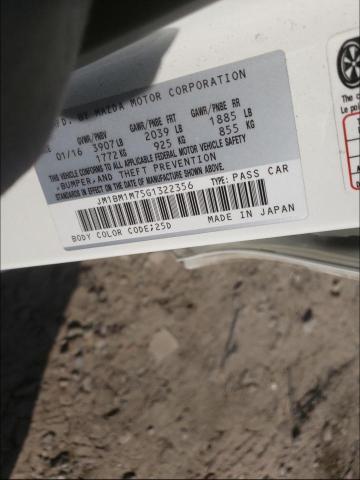 BY MAZDA MOTOR CORPORATION
GVWR/PNBV GAWR/PNBE FRT GAWR/PNBE RR
01/16 3907 LB 2039 LB 1885 LB
1772 KG 925 KG 855 KG
THIS VEHICLE CONFORMS TO ALL APPLICABLE FEDERAL MOTOR VEHICLE SAFETY
,BUMPER,AND THEFT PREVENTION
STANDARDS IN EFFECT ON THE DATE OF MANUFACTURE SHOWN ABOVE.
JM1BM1M75G1322356 TYPE: PASS CAR
BODY COLOR CODE;25D MADE IN JAPAN
The